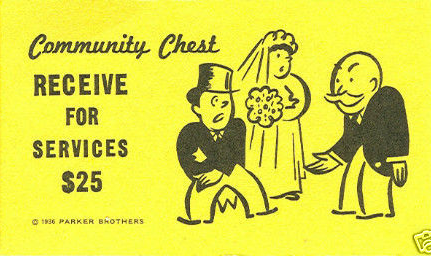 Community Chest
RECEIVE
FOR
SERVICES
$25
© 1936 PARKER BROTHERS